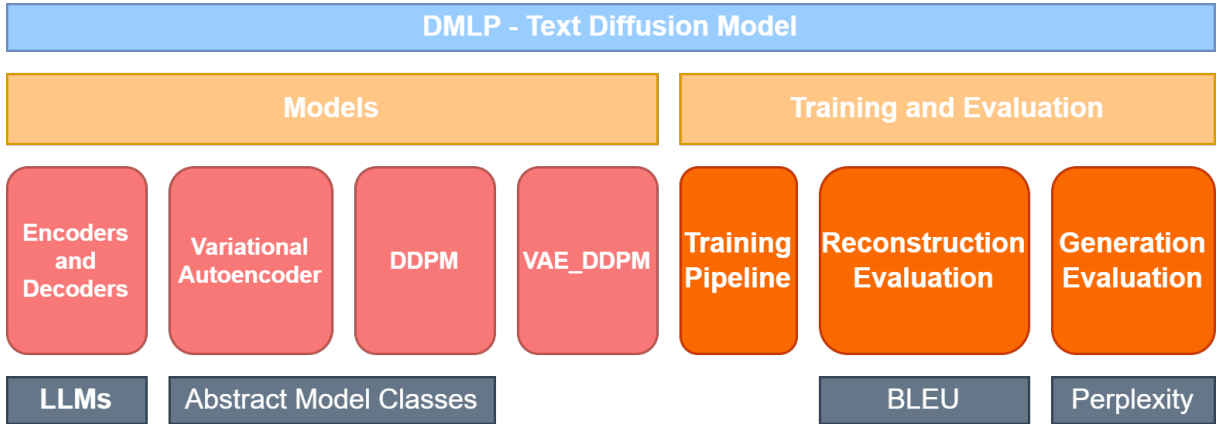 DMLP - Text Diffusion Model
Models
Training and Evaluation
Encoders
and
Decoders
Variational
Autoencoder
DDPM
VAE_DDPM
Training
Pipeline
Reconstruction
Evaluation
Generation
Evaluation
LLMs
Abstract Model Classes
BLEU
Perplexity